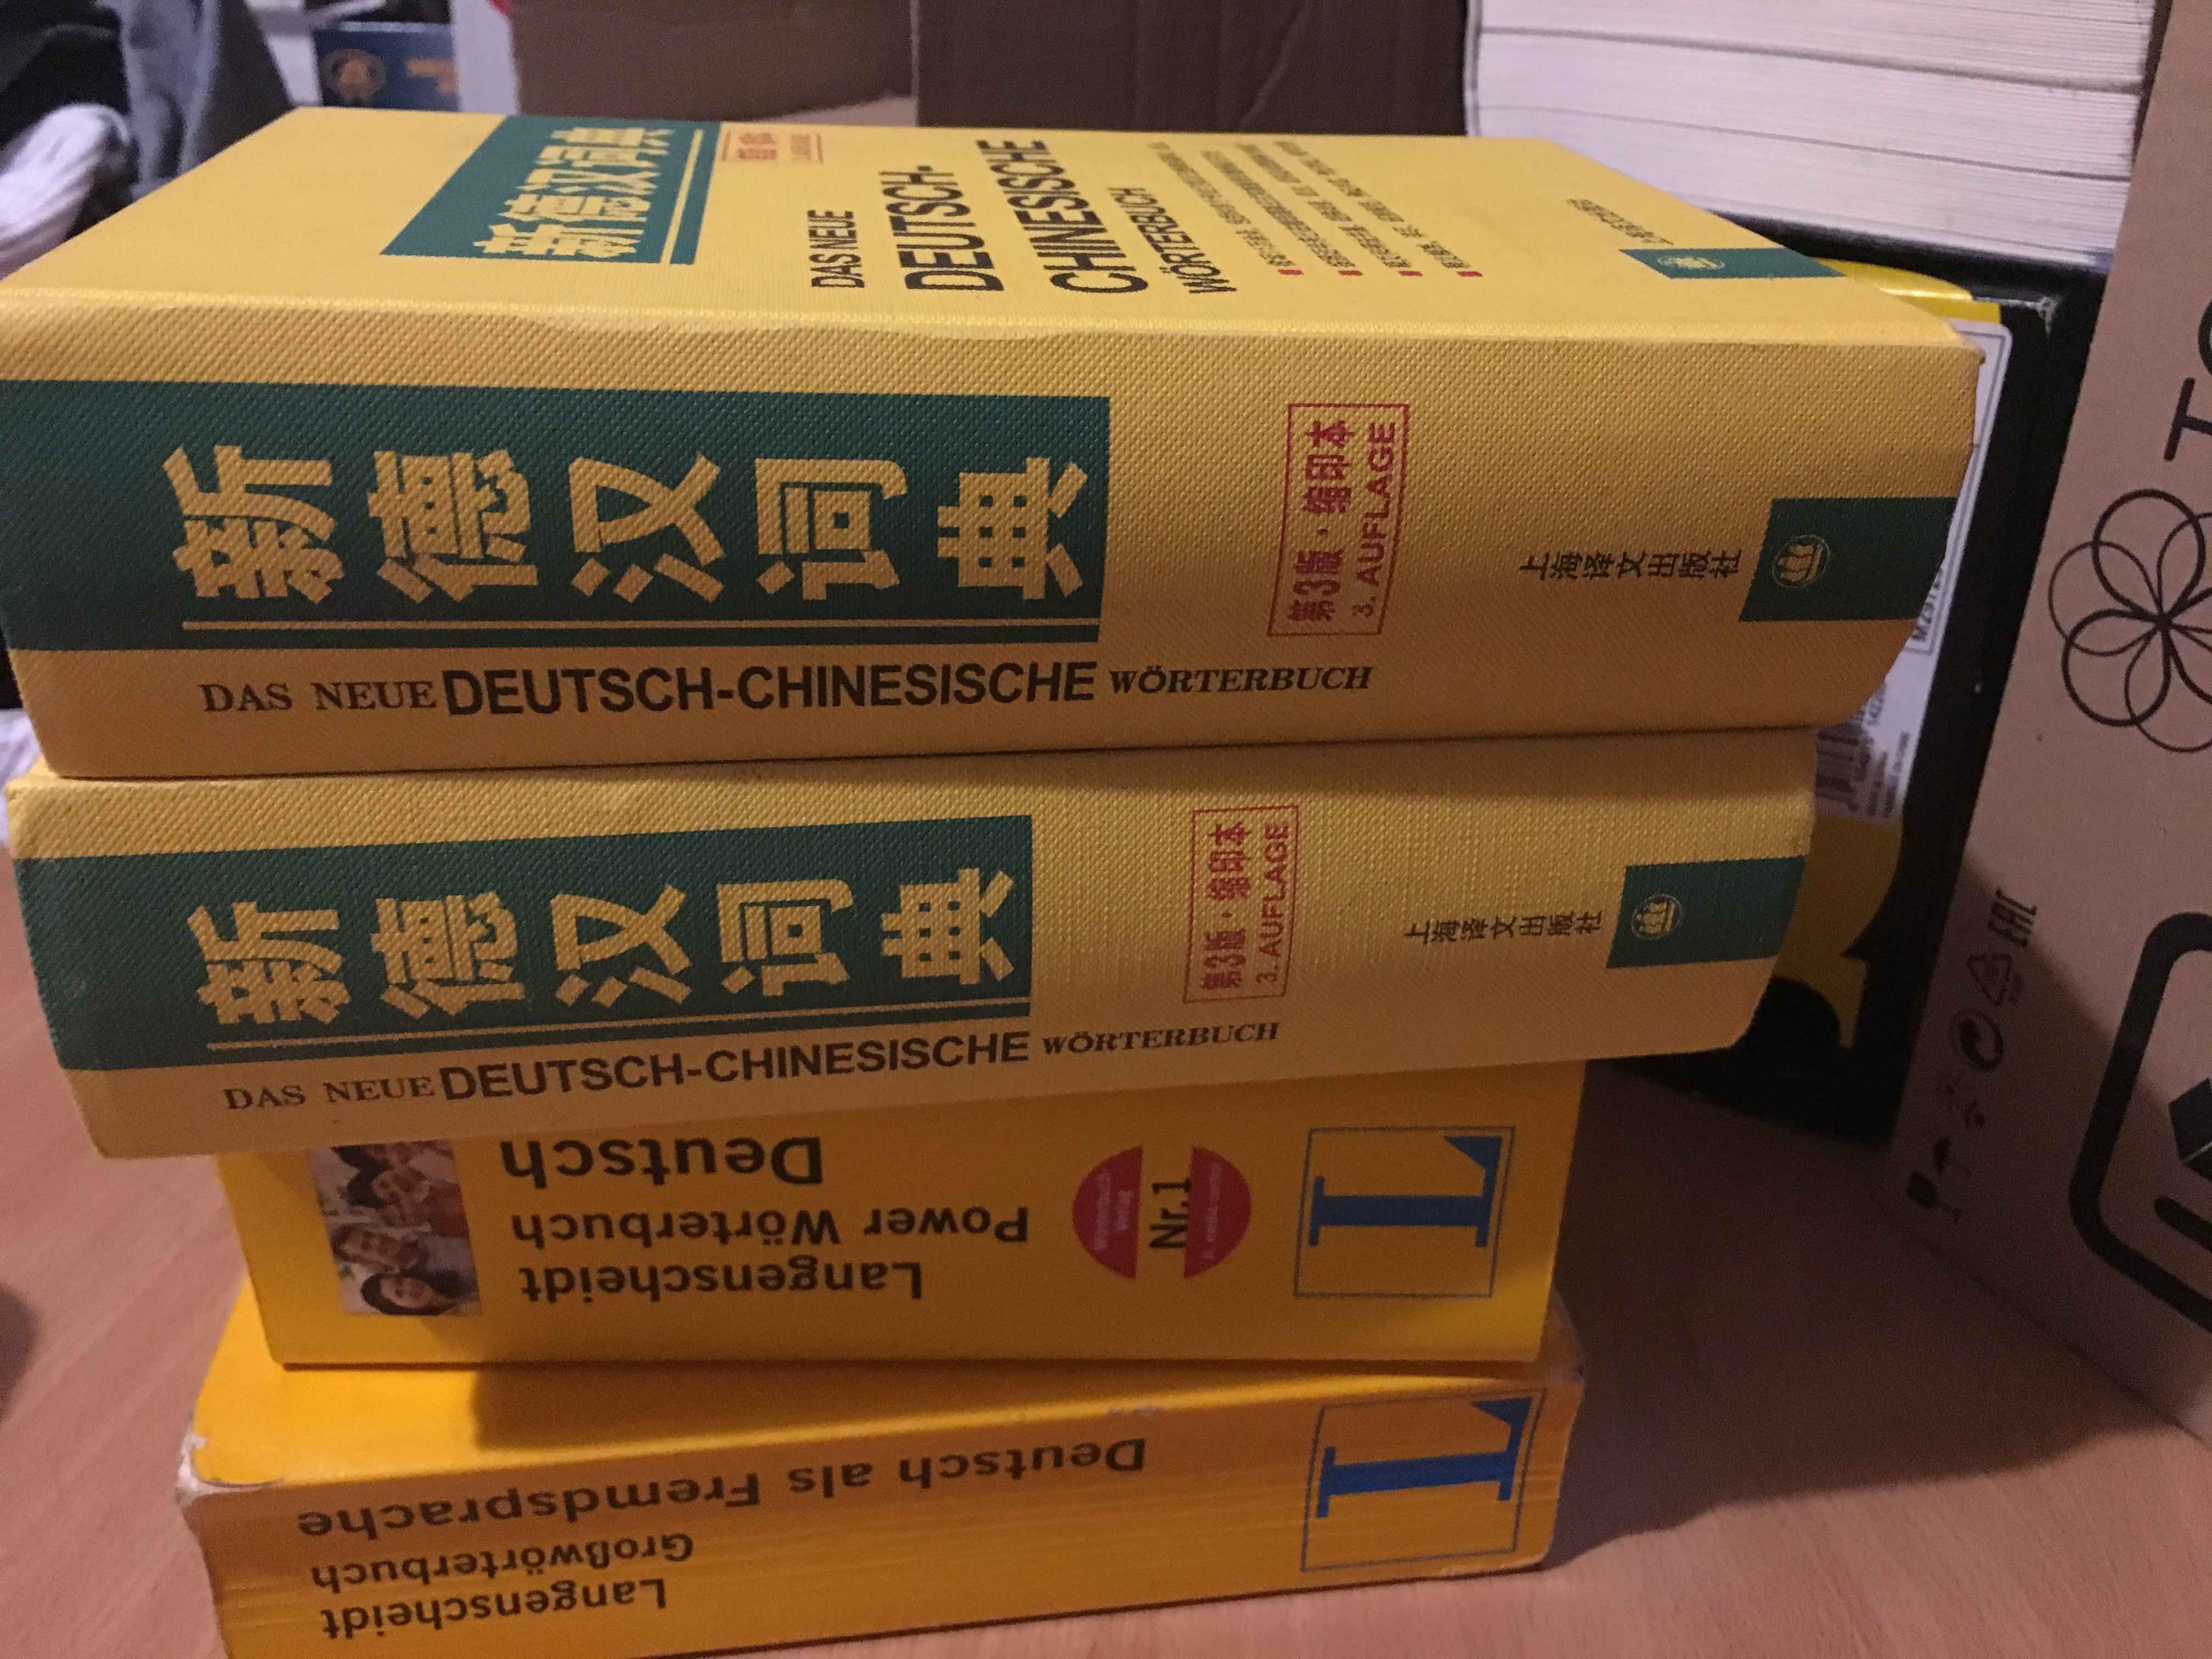 新德汉词典
DAS NEUE
DEUTSCH-
CHINESISCHE
WÖRTERBUCH
新德汉词典
DAS NEUE DEUTSCH-CHINESISCHE WÖRTERBUCH
第3版·缩印本
3. AUFLAGE
上海译文出版社
新德汉词典
DAS NEUE DEUTSCH-CHINESISCHE WÖRTERBUCH
第3版·缩印本
3. AUFLAGE
上海译文出版社
Langenscheidt
Power Wörterbuch
Deutsch
Nr.1
L
Langenscheidt
Großwörterbuch
Deutsch als Fremdsprache
L
EAC